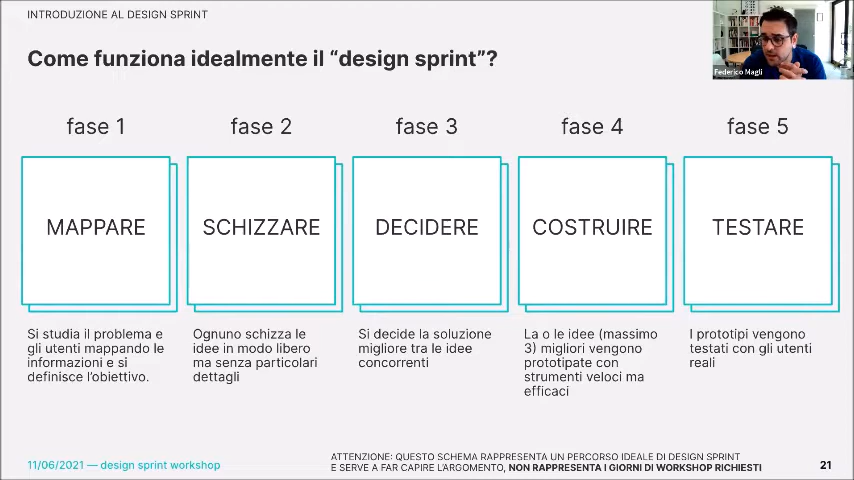 INTRODUZIONE AL DESIGN SPRINT
Come funziona idealmente il “design sprint”?
Federico Magli
fase 1
fase 2
fase 3
fase 4
fase 5
MAPPARE
SCHIZZARE
DECIDERE
COSTRUIRE
TESTARE
Si studia il problema e
gli utenti mappando le
informazioni e si
definisce l’obiettivo.
Ognuno schizza le
idee in modo libero
ma senza particolari
dettagli
Si decide la soluzione
migliore tra le idee
concorrenti
La o le idee (massimo
3) migliori vengono
prototipate con
strumenti veloci ma
efficaci
I prototipi vengono
testati con gli utenti
reali
11/06/2021 — design sprint workshop
ATTENZIONE: QUESTO SCHEMA RAPPRESENTA UN PERCORSO IDEALE DI DESIGN SPRINT
E SERVE A FAR CAPIRE L’ARGOMENTO, NON RAPPRESENTA I GIORNI DI WORKSHOP RICHIESTI
21